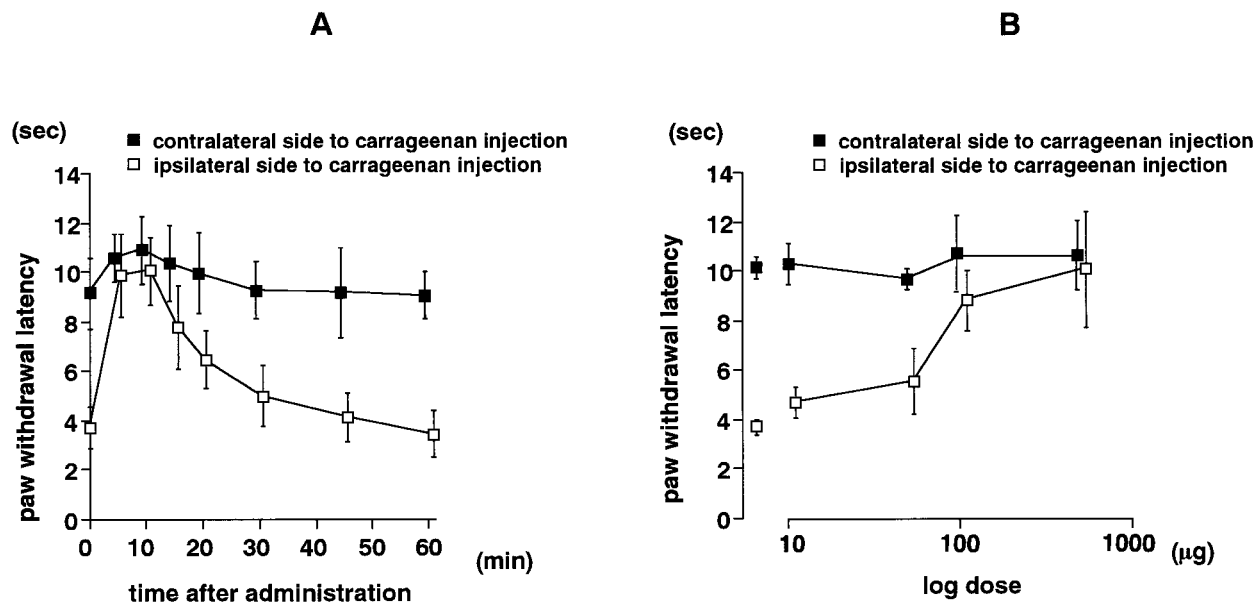 A
(sec)
contralateral side to carrageenan injection
ipsilateral side to carrageenan injection
14
12
10
8
6
4
2
0
paw withdrawal latency
0 10 20 30 40 50 60 (min)
time after administration
B
(sec)
contralateral side to carrageenan injection
ipsilateral side to carrageenan injection
14
12
10
8
6
4
2
0
paw withdrawal latency
10 100 1000 (μg)
log dose